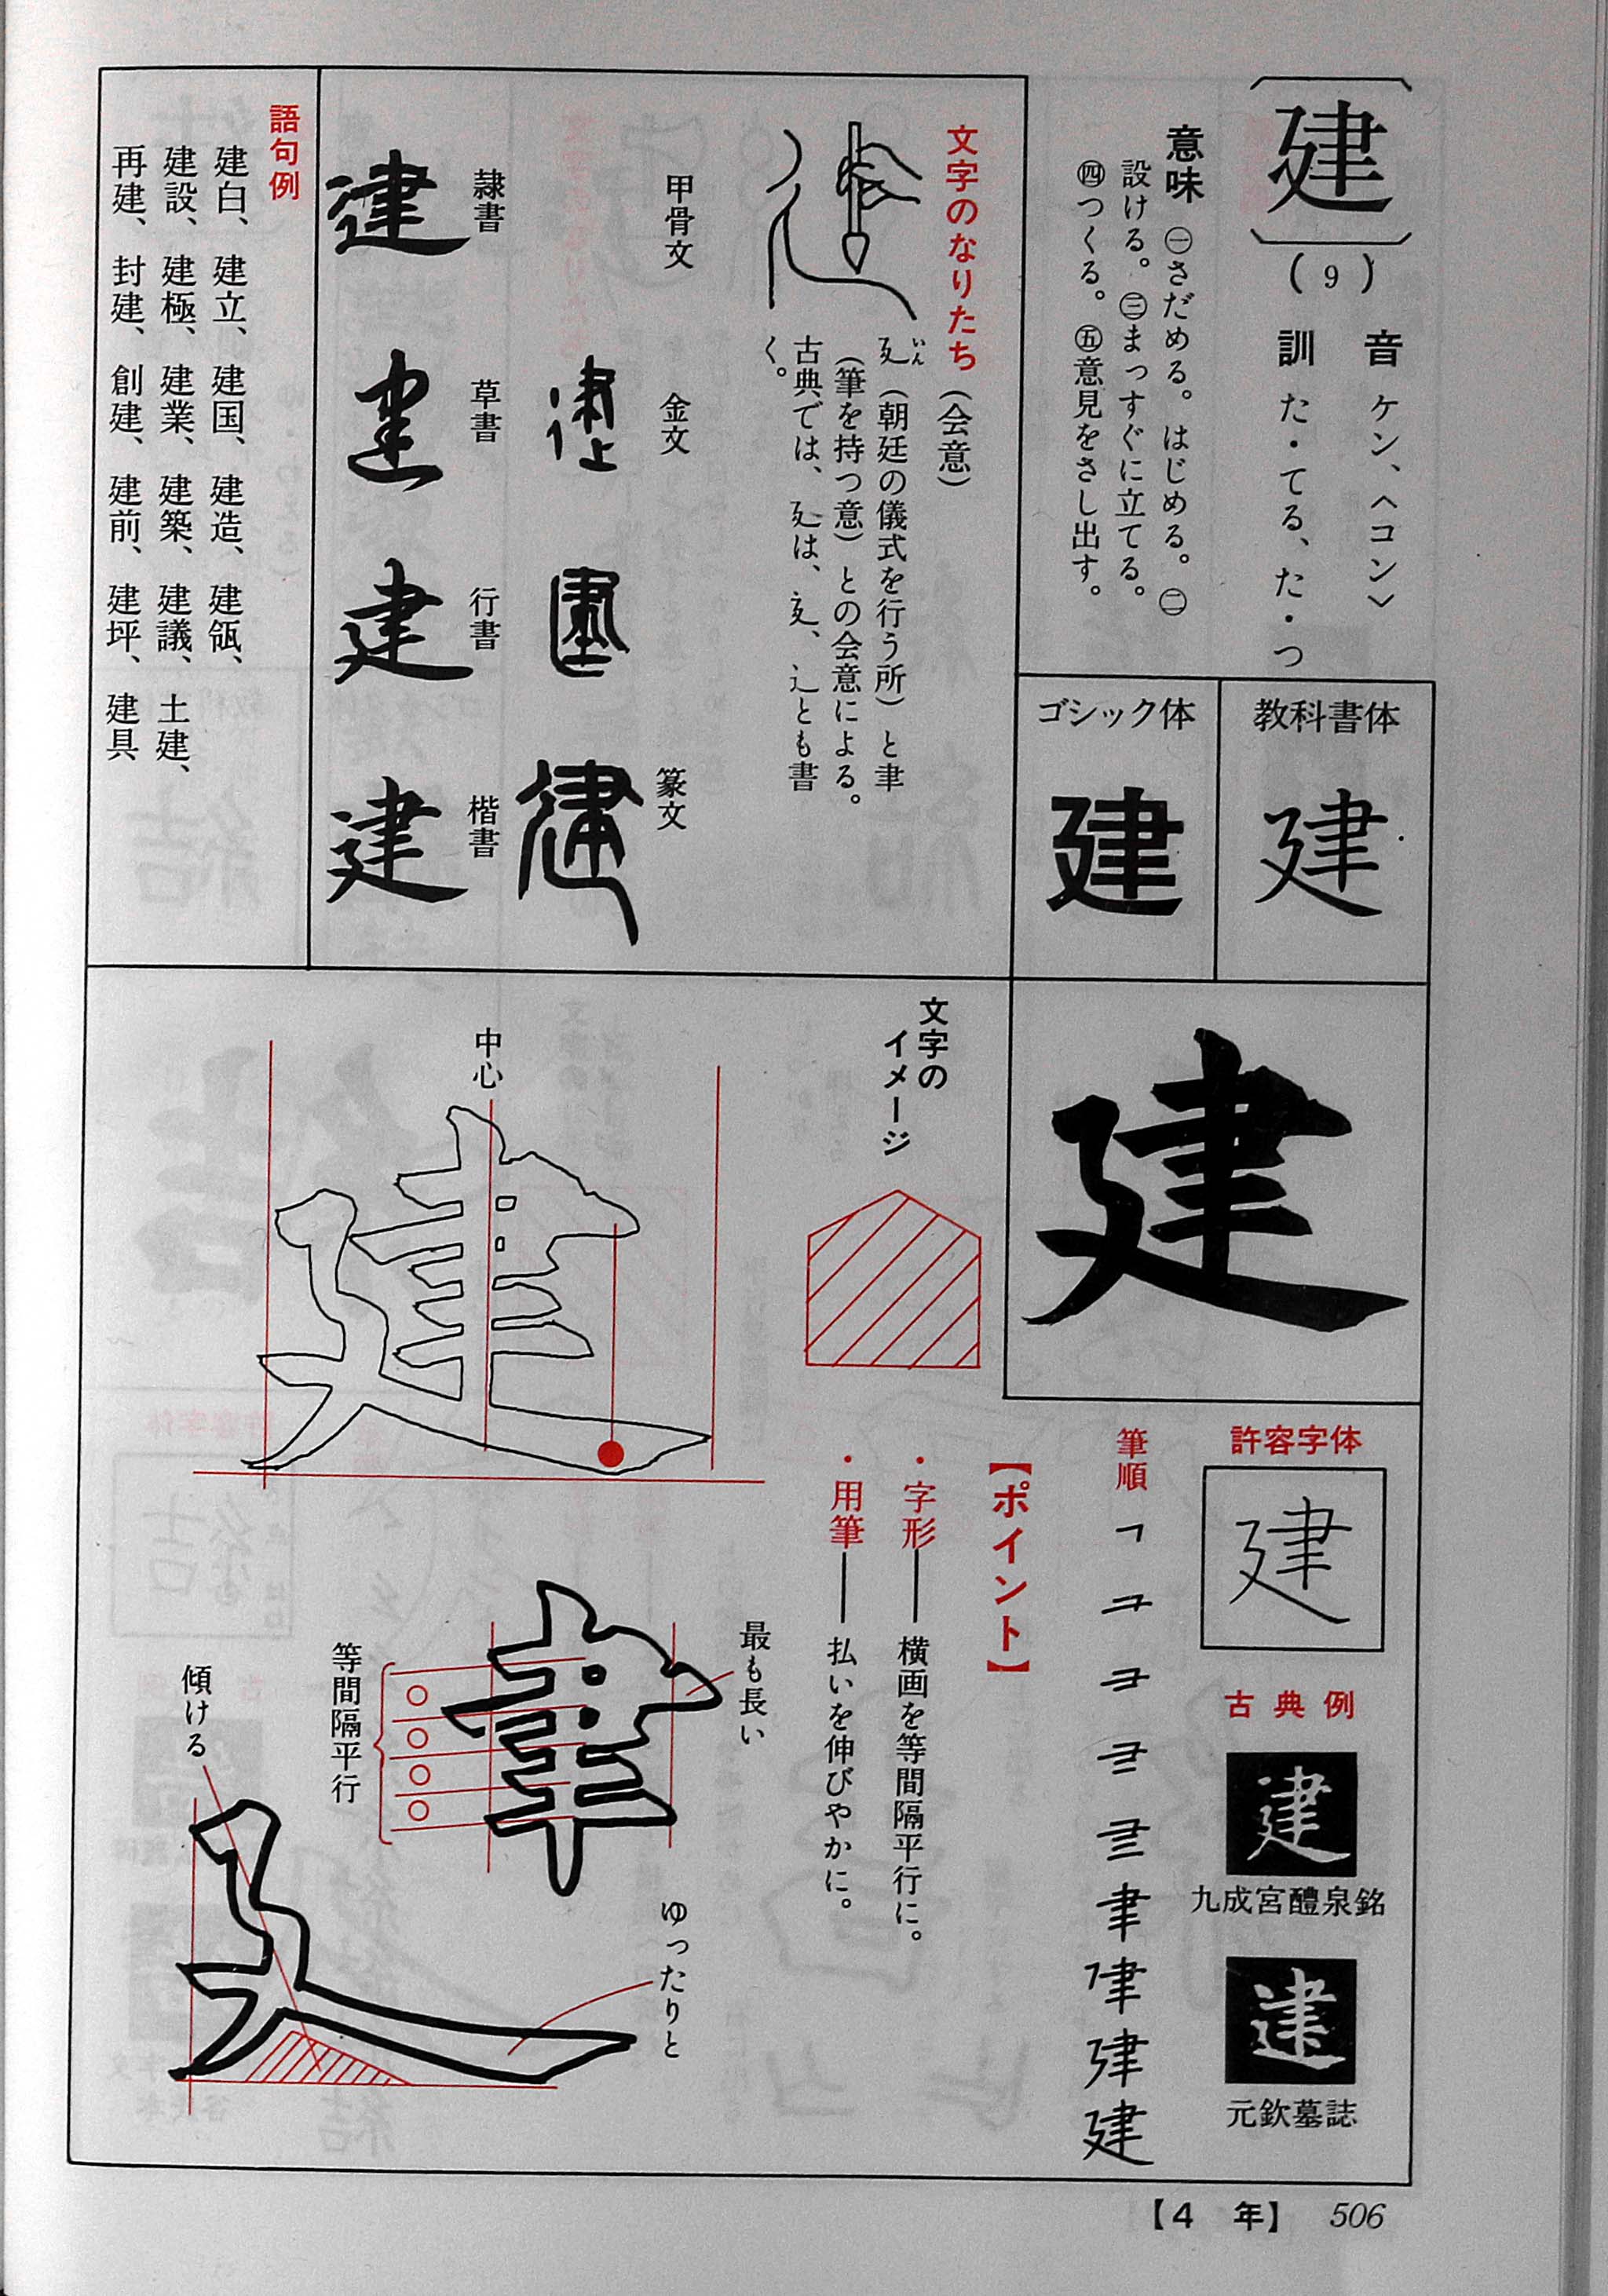 建
(9)
音 ケン、〈コン〉
訓 た・てる、た・つ
意味 ㊀さだめる。はじめる。㊁
設ける。㊂まっすぐに立てる。
㊃つくる。㊄意見をさし出す。
教科書体
建
ゴシック体
建
文字のなりたち(会意)
廴(朝廷の儀式を行う所)と聿
いん
(筆を持つ意)との会意による。
古典では、廴は、廴、辶とも書
く。
甲骨文
金文
篆文
隷書
建
草書
建
行書
建
楷書
建
語句例
建白、建立、建国、建造、建瓴、
建設、建極、建業、建築、建議、土建、
再建、封建、創建、建前、建坪、建具
建
文字の
イメージ
中心
許容字体
建
古典例
建
九成宮醴泉銘
建
元欽墓誌
筆順
建
【ポイント】
・字形──横画を等間隔平行に。
・用筆──払いを伸びやかに。
最も長い
等間隔平行
傾ける
ゆったりと
【4 年】 506